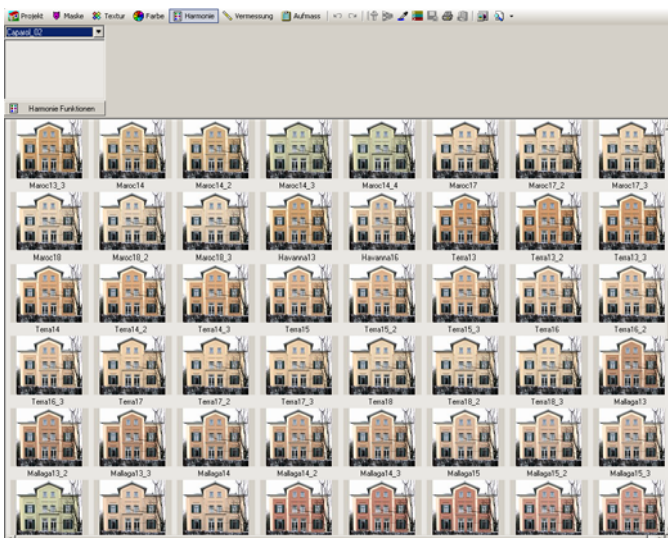 Projekt Maske Textur Farbe Harmonie Vermessung Aufmass
Caparol_02
Harmonie Funktionen
Maroc13_3 Maroc14 Maroc14_2 Maroc14_3 Maroc14_4 Maroc17 Maroc17_2 Maroc17_3
Maroc18 Maroc18_2 Maroc18_3 Havanna13 Havanna16 Terra13 Terra13_2 Terra13_3
Terra14 Terra14_2 Terra14_3 Terra15 Terra15_2 Terra15_3 Terra16 Terra16_2
Terra16_3 Terra17 Terra17_2 Terra17_3 Terra18 Terra18_2 Terra18_3 Mallaga13
Mallaga13_2 Mallaga13_3 Mallaga14 Mallaga14_2 Mallaga14_3 Mallaga15 Mallaga15_2 Mallaga15_3